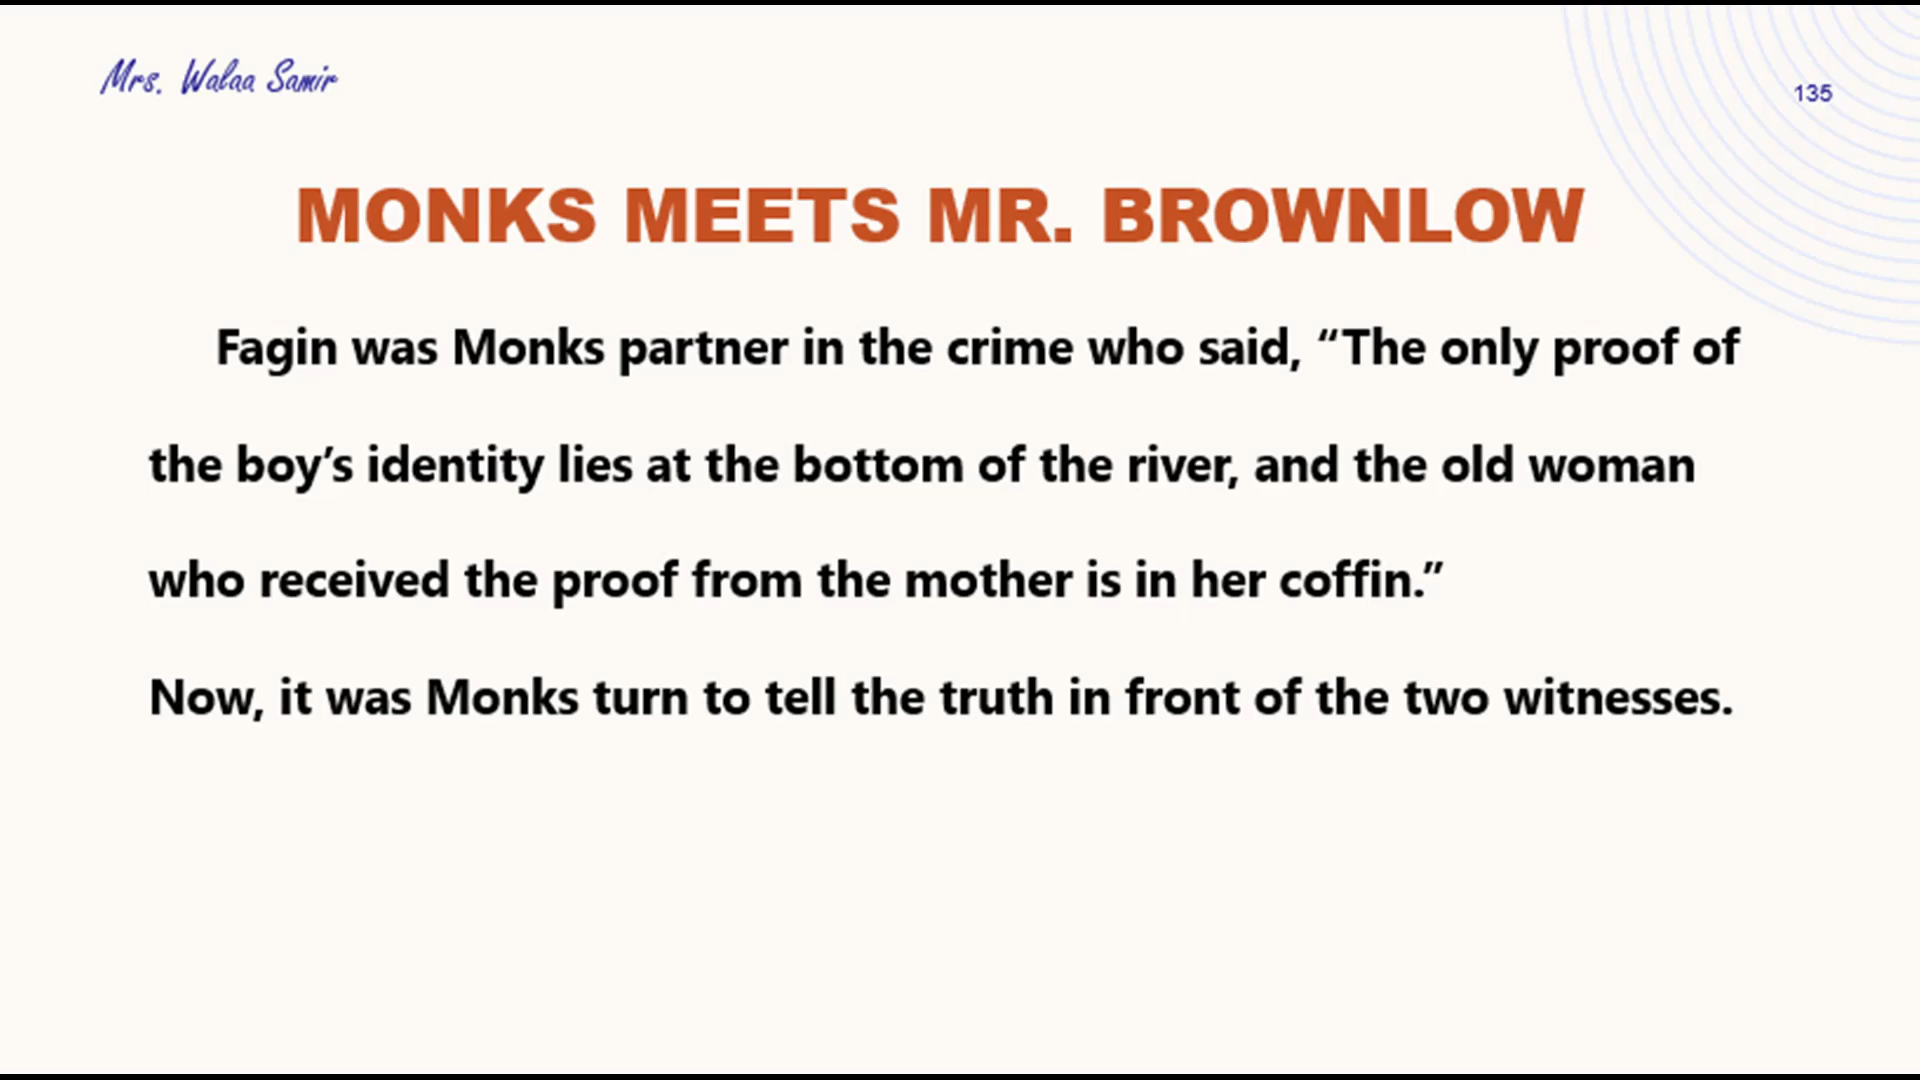 Mrs. Walaa Samir
135
MONKS MEETS MR. BROWNLOW
Fagin was Monks partner in the crime who said, “The only proof of
the boy’s identity lies at the bottom of the river, and the old woman
who received the proof from the mother is in her coffin.”
Now, it was Monks turn to tell the truth in front of the two witnesses.